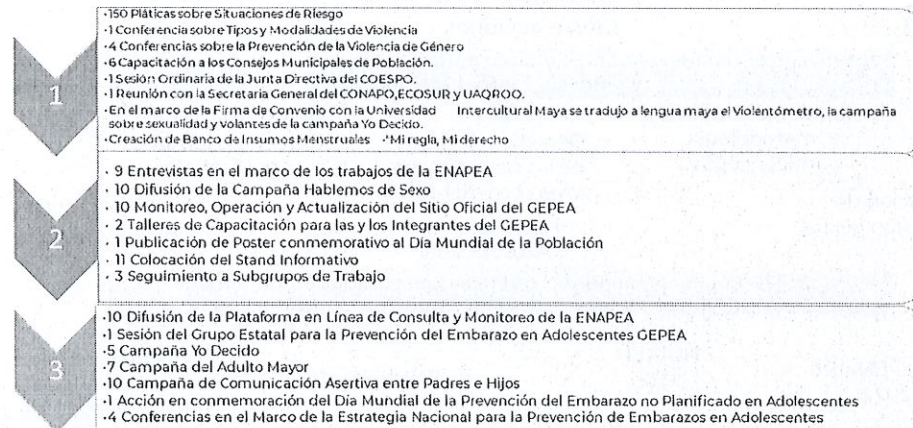 1
•150 Pláticas sobre Situaciones de Riesgo
•1 Conferencia sobre Tipos y Modalidades de Violencia
•4 Conferencias sobre la Prevención de la Violencia de Género
•6 Capacitación a los Consejos Municipales de Población.
•1 Sesión Ordinaria de la Junta Directiva del COESPO.
•1 Reunión con la Secretaria General del CONAPO,ECOSUR y UAQROO.
•En el marco de la Firma de Convenio con la Universidad Intercultural Maya se tradujo a lengua maya el Violentómetro, la campaña
sobre sexualidad y volantes de la campaña Yo Decido.
•Creación de Banco de Insumos Menstruales •"Mi regla, Mi derecho
2
• 9 Entrevistas en el marco de los trabajos de la ENAPEA
• 10 Difusión de la Campaña Hablemos de Sexo
• 10 Monitoreo, Operación y Actualización del Sitio Oficial del GEPEA
• 2 Talleres de Capacitación para las y los Integrantes del GEPEA
• 1 Publicación de Poster conmemorativo al Día Mundial de la Población
• 11 Colocación del Stand Informativo
• 3 Seguimiento a Subgrupos de Trabajo
3
•10 Difusión de la Plataforma en Línea de Consulta y Monitoreo de la ENAPEA
•1 Sesión del Grupo Estatal para la Prevención del Embarazo en Adolescentes GEPEA
•5 Campaña Yo Decido
•7 Campaña del Adulto Mayor
•10 Campaña de Comunicación Asertiva entre Padres e Hijos
•1 Acción en conmemoración del Día Mundial de la Prevención del Embarazo no Planificado en Adolescentes
•4 Conferencias en el Marco de la Estrategia Nacional para la Prevención de Embarazos en Adolescentes